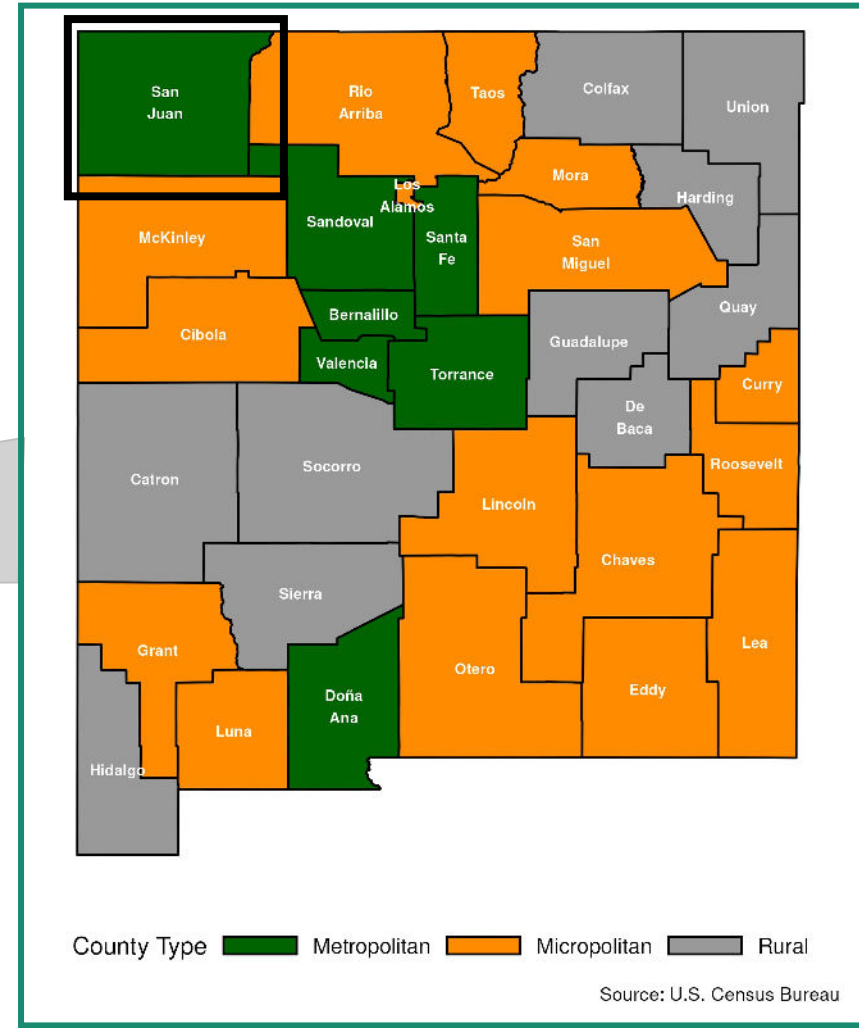 San
Juan
Rio
Arriba
Taos
Colfax
Union
Mora
Harding
Los
Alamos
Sandoval
Santa
Fe
McKinley
San
Miguel
Quay
Bernalillo
Cibola
Guadalupe
Valencia
Torrance
Curry
De
Baca
Roosevelt
Catron
Socorro
Lincoln
Chaves
Sierra
Grant
Otero
Lea
Eddy
Doña
Ana
Luna
Hidalgo
County Type Metropolitan Micropolitan Rural
Source: U.S. Census Bureau